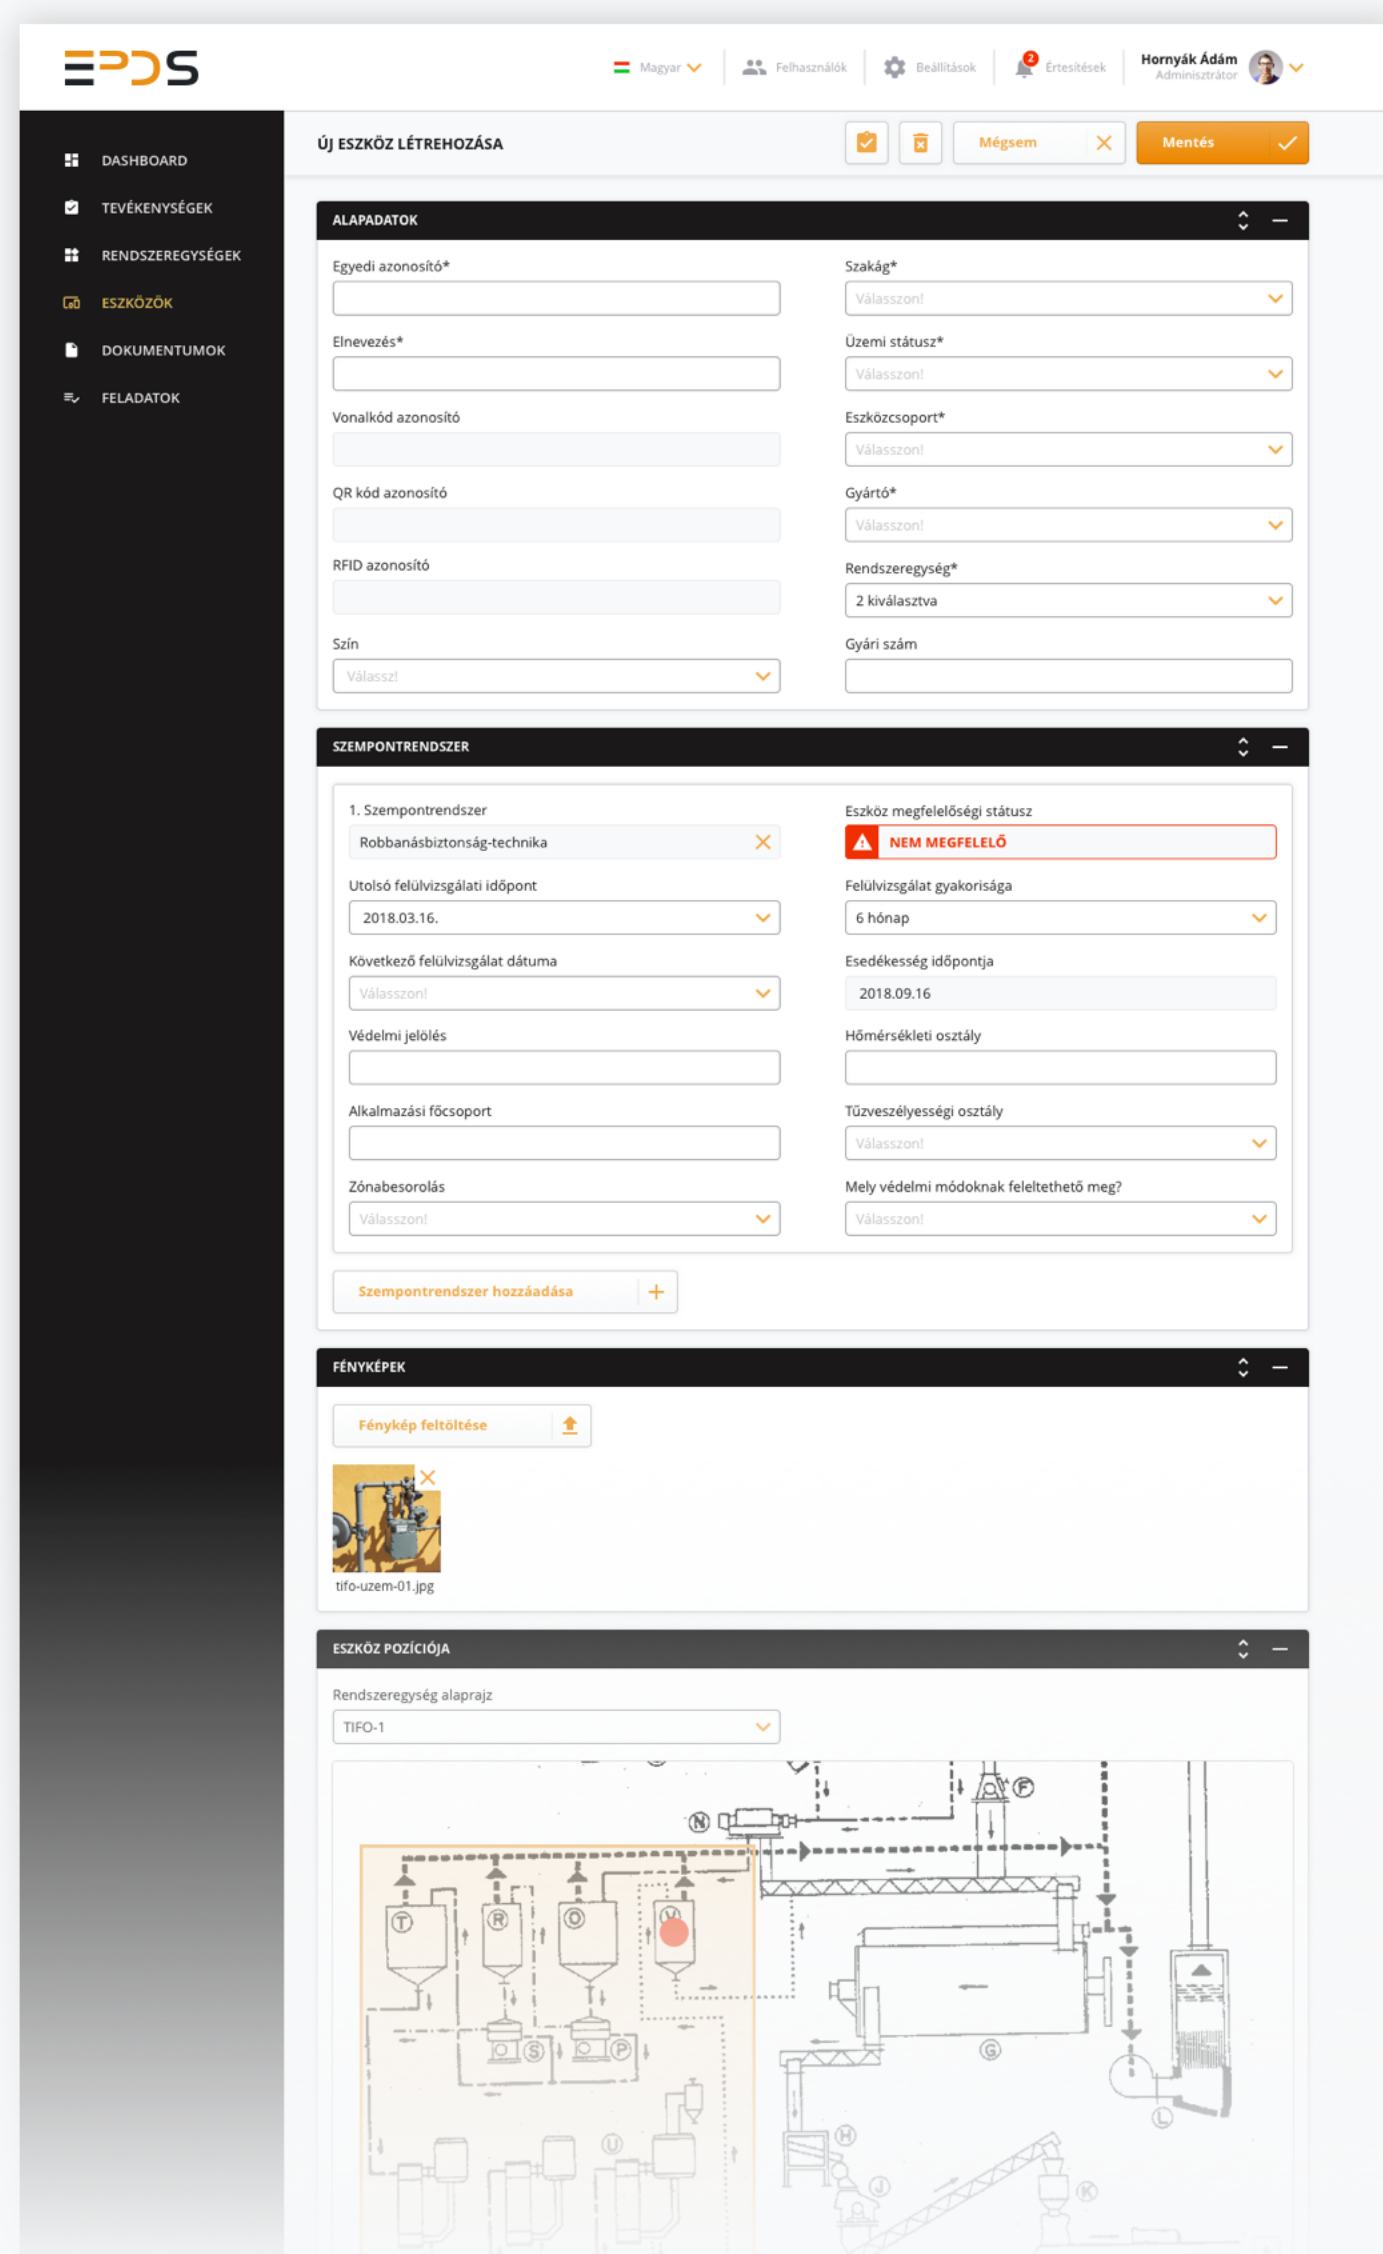 EPDS
Magyar
Felhasználók
Beállítások
2
Értesítések
Hornyák Ádám
Adminisztrátor
DASHBOARD
TEVÉKENYSÉGEK
RENDSZEREGYSÉGEK
ESZKÖZÖK
DOKUMENTUMOK
FELADATOK
ÚJ ESZKÖZ LÉTREHOZÁSA
Mégsem
Mentés
ALAPADATOK
Egyedi azonosító*
Szakág*
Válasszon!
Elnevezés*
Üzemi státusz*
Válasszon!
Vonalkód azonosító
Eszközcsoport*
Válasszon!
QR kód azonosító
Gyártó*
Válasszon!
RFID azonosító
Rendszeregység*
2 kiválasztva
Szín
Válassz!
Gyári szám
SZEMPONTRENDSZER
1. Szempontrendszer
Robbanásbiztonság-technika
Eszköz megfelelőségi státusz
NEM MEGFELELŐ
Utolsó felülvizsgálati időpont
2018.03.16.
Felülvizsgálat gyakorisága
6 hónap
Következő felülvizsgálat dátuma
Válasszon!
Esedékesség időpontja
2018.09.16
Védelmi jelölés
Hőmérsékleti osztály
Alkalmazási főcsoport
Tűzveszélyességi osztály
Válasszon!
Zónabesorolás
Válasszon!
Mely védelmi módoknak feleltethető meg?
Válasszon!
Szempontrendszer hozzáadása
FÉNYKÉPEK
Fénykép feltöltése
tifo-uzem-01.jpg
ESZKÖZ POZÍCIÓJA
Rendszeregység alaprajz
TIFO-1
F
N
T
R
O
V
S
P
G
L
U
H
J
K